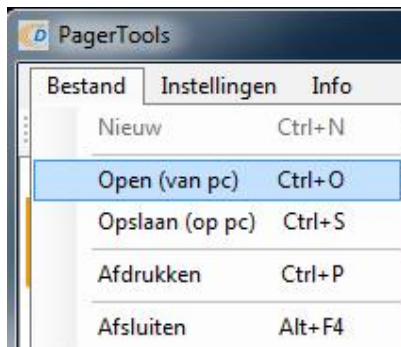 D PagerTools
Bestand Instellingen Info
Nieuw Ctrl+N
Open (van pc) Ctrl+O
Opslaan (op pc) Ctrl+S
Afdrukken Ctrl+P
Afsluiten Alt+F4